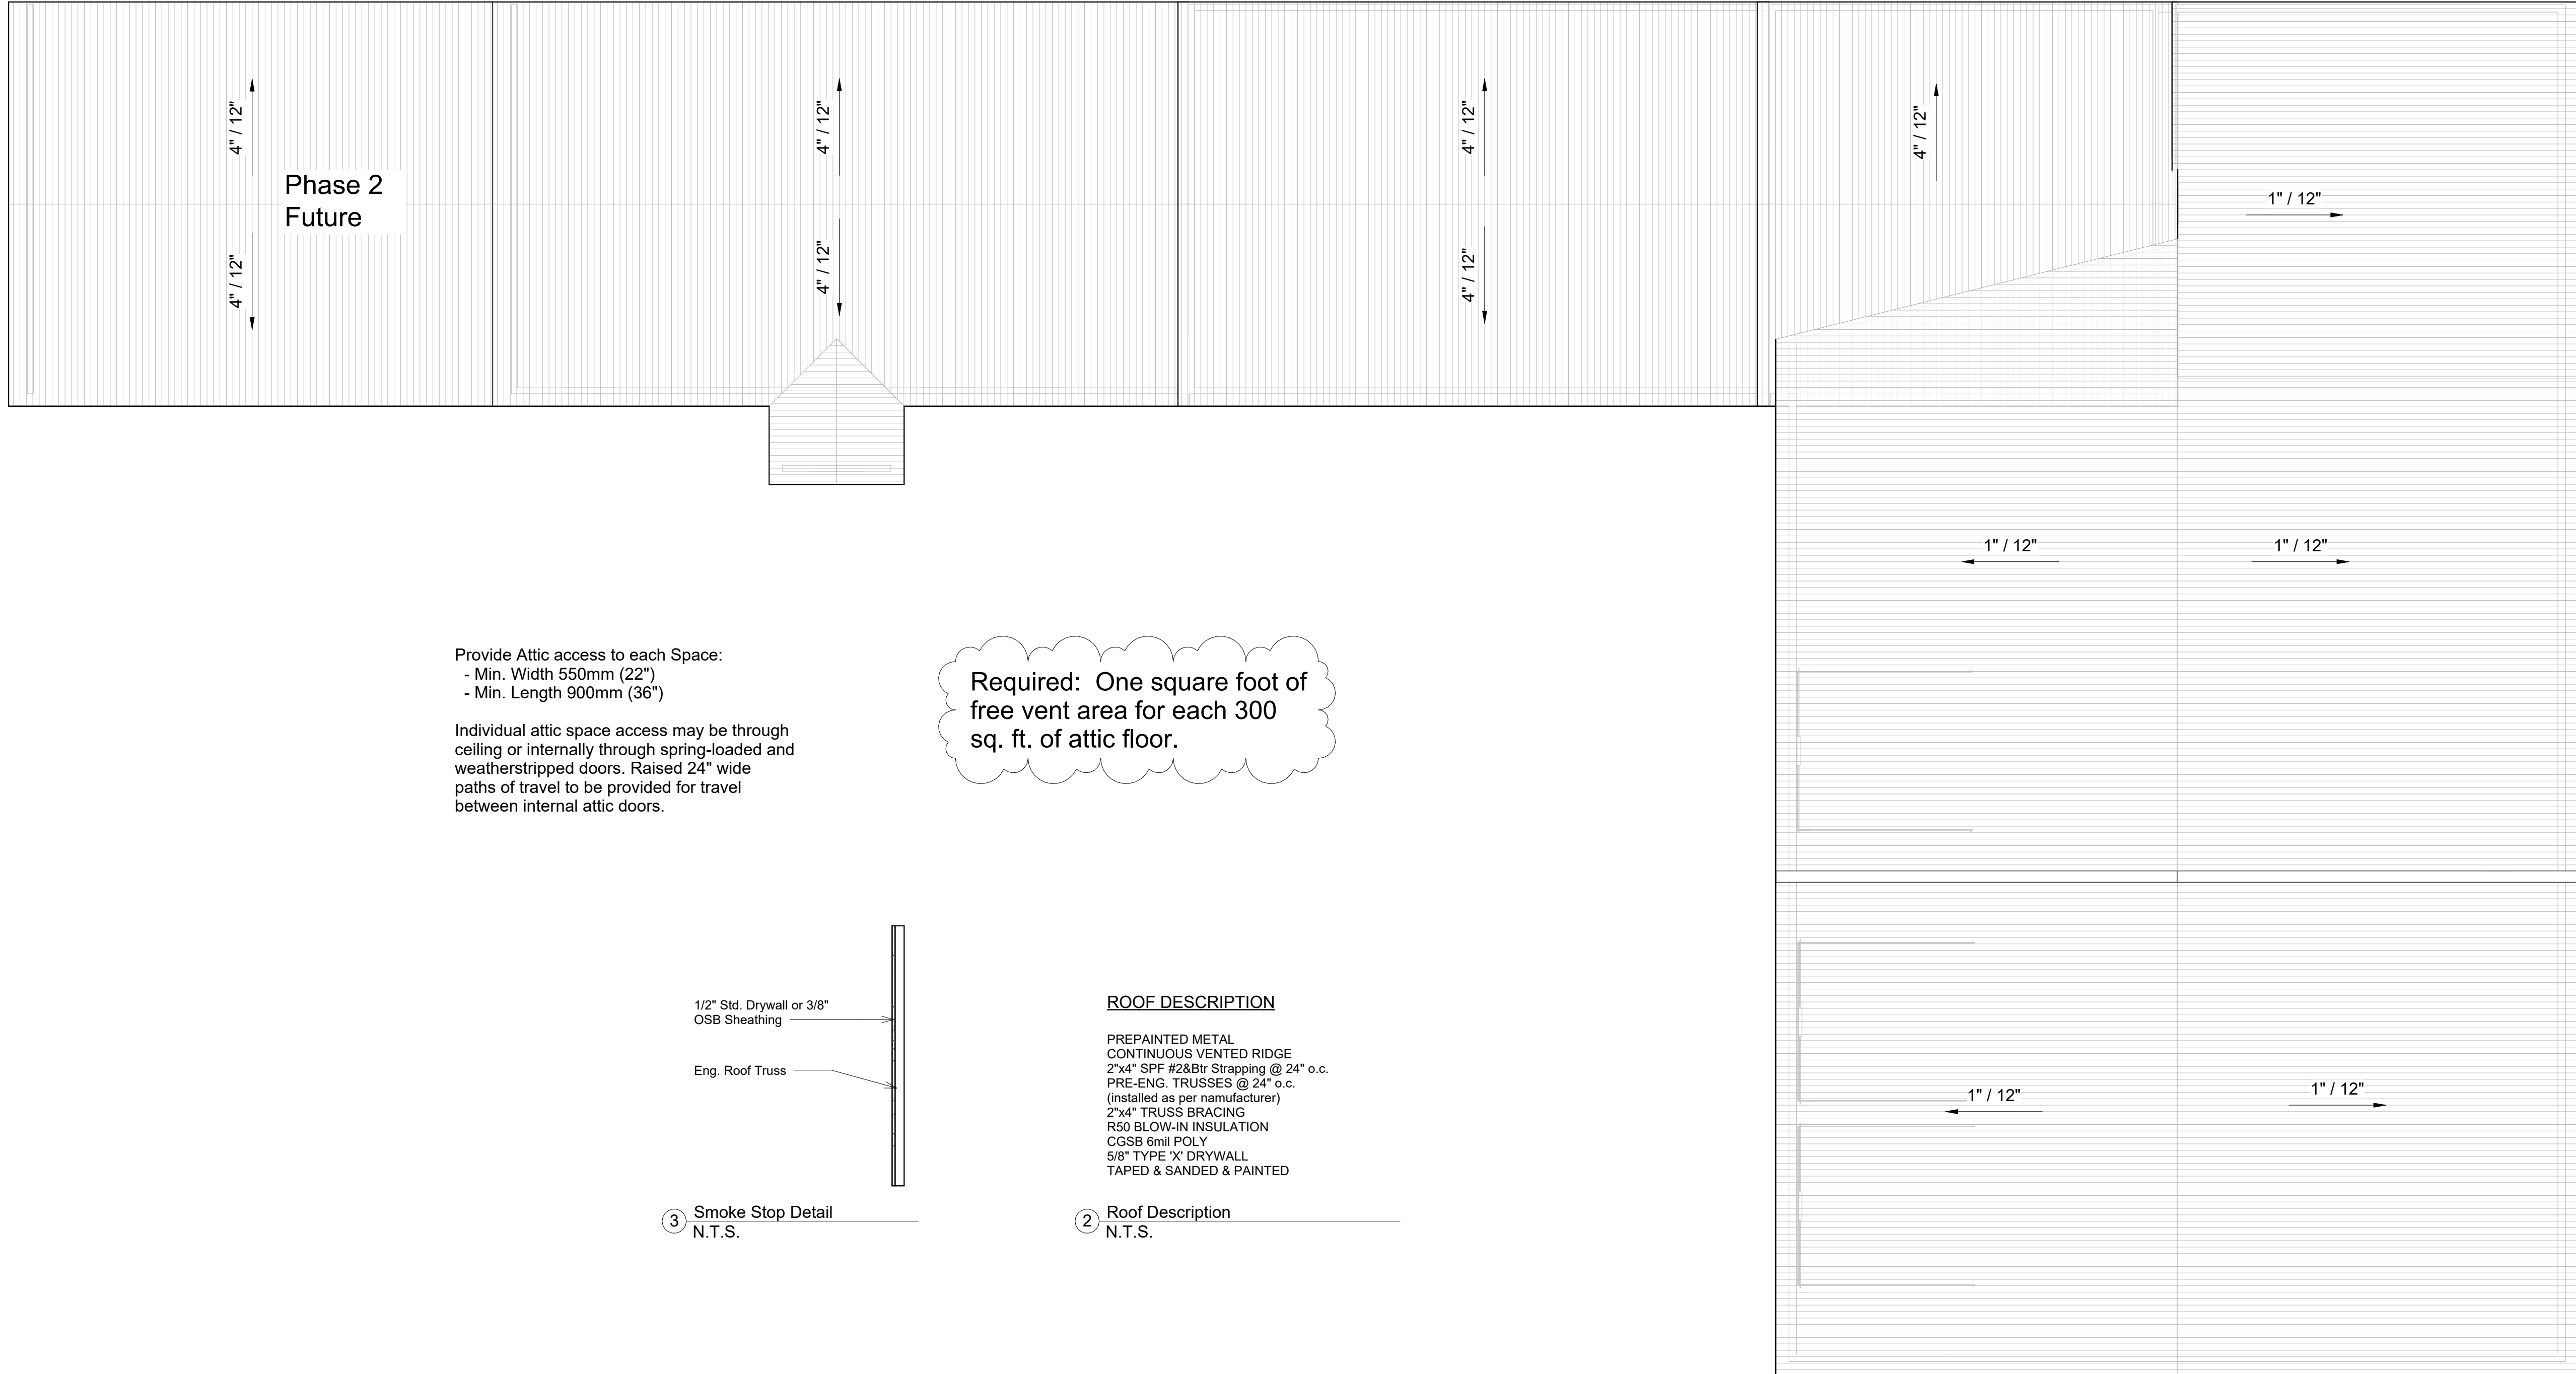 4" / 12"
4" / 12"
4" / 12"
4" / 12"
1" / 12"
Phase 2
Future
4" / 12"
4" / 12"
4" / 12"
1" / 12"
1" / 12"
Provide Attic access to each Space:
- Min. Width 550mm (22")
- Min. Length 900mm (36")
Individual attic space access may be through
ceiling or internally through spring-loaded and
weatherstripped doors. Raised 24" wide
paths of travel to be provided for travel
between internal attic doors.
Required: One square foot of
free vent area for each 300
sq. ft. of attic floor.
1/2" Std. Drywall or 3/8"
OSB Sheathing
Eng. Roof Truss
3 Smoke Stop Detail
N.T.S.
ROOF DESCRIPTION
PREPAINTED METAL
CONTINUOUS VENTED RIDGE
2"x4" SPF #2&Btr Strapping @ 24" o.c.
PRE-ENG. TRUSSES @ 24" o.c.
(installed as per namufacturer)
2"x4" TRUSS BRACING
R50 BLOW-IN INSULATION
CGSB 6mil POLY
5/8" TYPE 'X' DRYWALL
TAPED & SANDED & PAINTED
2 Roof Description
N.T.S.
1" / 12"
1" / 12"